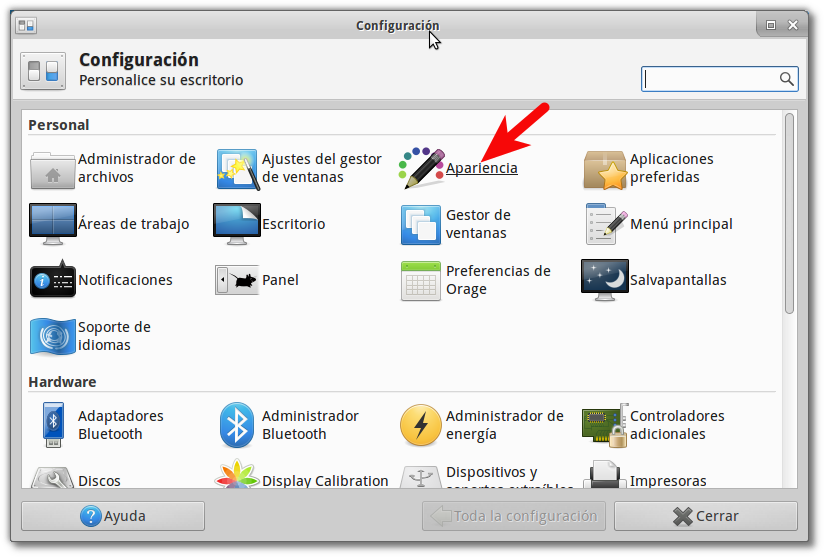 Configuración
Configuración
Personalice su escritorio
Personal
Administrador de
archivos
Ajustes del gestor
de ventanas
Apariencia
Aplicaciones
preferidas
Áreas de trabajo
Escritorio
Gestor de
ventanas
Menú principal
Notificaciones
Panel
Preferencias de
Orage
Salvapantallas
Soporte de
idiomas
Hardware
Adaptadores
Bluetooth
Administrador
Bluetooth
Administrador de
energía
Controladores
adicionales
Discos
Display Calibration
Dispositivos y
soportes extraíbles
Impresoras
Ayuda
Toda la configuración
Cerrar